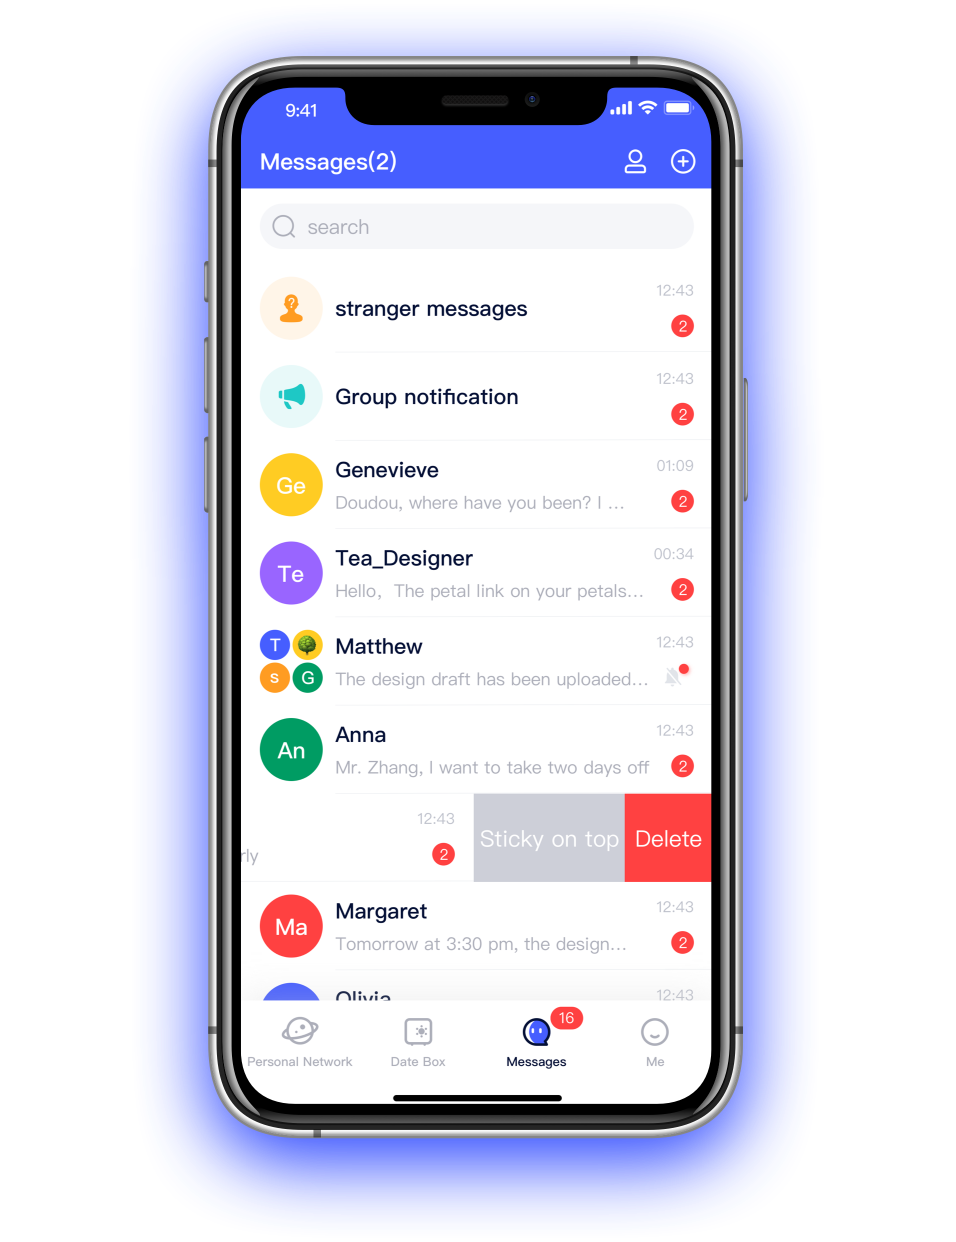 9:41
Messages(2)
search
12:43
stranger messages
2
12:43
Group notification
2
Ge
Genevieve
01:09
Doudou, where have you been? I ...
2
Te
Tea_Designer
00:34
Hello，The petal link on your petals...
2
T
s
G
Matthew
12:43
The design draft has been uploaded...
An
Anna
12:43
Mr. Zhang, I want to take two days off
2
12:43
rly
2
Sticky on top
Delete
Ma
Margaret
12:43
Tomorrow at 3:30 pm, the design...
2
Olivia
12:43
16
Personal Network
Date Box
Messages
Me